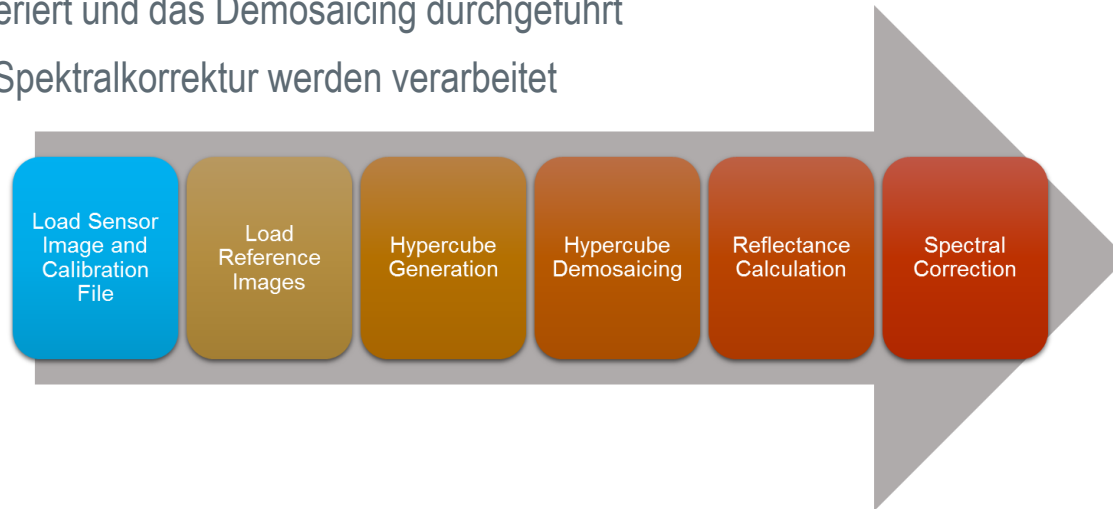 eriert und das Demosaicing durchgeführt
Spektralkorrektur werden verarbeitet
Load Sensor
Image and
Calibration
File
Load
Reference
Images
Hypercube
Generation
Hypercube
Demosaicing
Reflectance
Calculation
Spectral
Correction